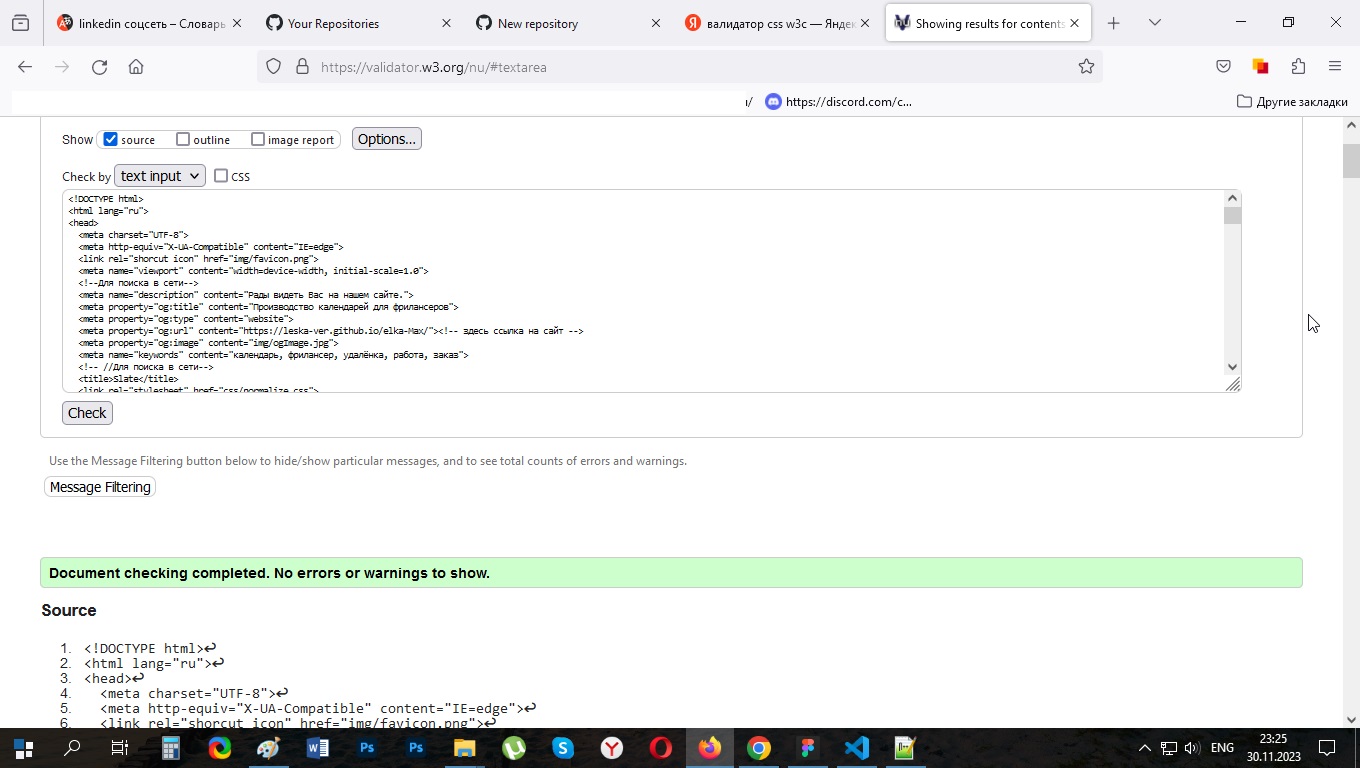 linkedin соцсеть – Словарь
Your Repositories
New repository
валидатор css w3c — Яндек
Showing results for contents
https://validator.w3.org/nu/#textarea
https://discord.com/c...
Другие закладки
Show source outline image report Options...
Check by text input CSS
<!DOCTYPE html>
<html lang="ru">
<head>
<meta charset="UTF-8">
<meta http-equiv="X-UA-Compatible" content="IE=edge">
<link rel="shorcut icon" href="img/favicon.png">
<meta name="viewport" content="width=device-width, initial-scale=1.0">
<!--Для поиска в сети-->
<meta name="description" content="Рады видеть Вас на нашем сайте.">
<meta property="og:title" content="Производство календарей для фрилансеров">
<meta property="og:type" content="website">
<meta property="og:url" content="https://leska-ver.github.io/elka-Max/"><!-- здесь ссылка на сайт -->
<meta property="og:image" content="img/ogImage.jpg">
<meta name="keywords" content="календарь, фрилансер, удалёнка, работа, заказ">
<!-- //Для поиска в сети-->
<title>Slate</title>
<link rel="stylesheet" href="css/normalize.css">
Check
Use the Message Filtering button below to hide/show particular messages, and to see total counts of errors and warnings.
Message Filtering
Document checking completed. No errors or warnings to show.
Source
1. <!DOCTYPE html>↩
2. <html lang="ru">↩
3. <head>↩
4. <meta charset="UTF-8">↩
5. <meta http-equiv="X-UA-Compatible" content="IE=edge">↩
6. <link rel="shorcut icon" href="img/favicon.png">↩
ENG
23:25
30.11.2023